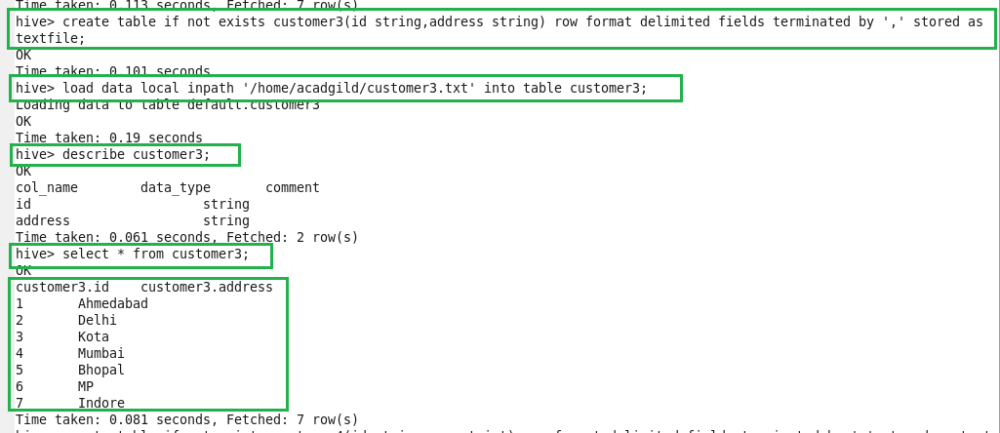 Time taken: 0.113 seconds, Fetched: 7 row(s)
hive> create table if not exists customer3(id string,address string) row format delimited fields terminated by ',' stored as
textfile;
OK
Time taken: 0.101 seconds
hive> load data local inpath '/home/acadgild/customer3.txt' into table customer3;
Loading data to table default.customer3
OK
Time taken: 0.19 seconds
hive> describe customer3;
OK
col_name data_type comment
id string
address string
Time taken: 0.061 seconds, Fetched: 2 row(s)
hive> select * from customer3;
OK
customer3.id customer3.address
1 Ahmedabad
2 Delhi
3 Kota
4 Mumbai
5 Bhopal
6 MP
7 Indore
Time taken: 0.081 seconds, Fetched: 7 row(s)